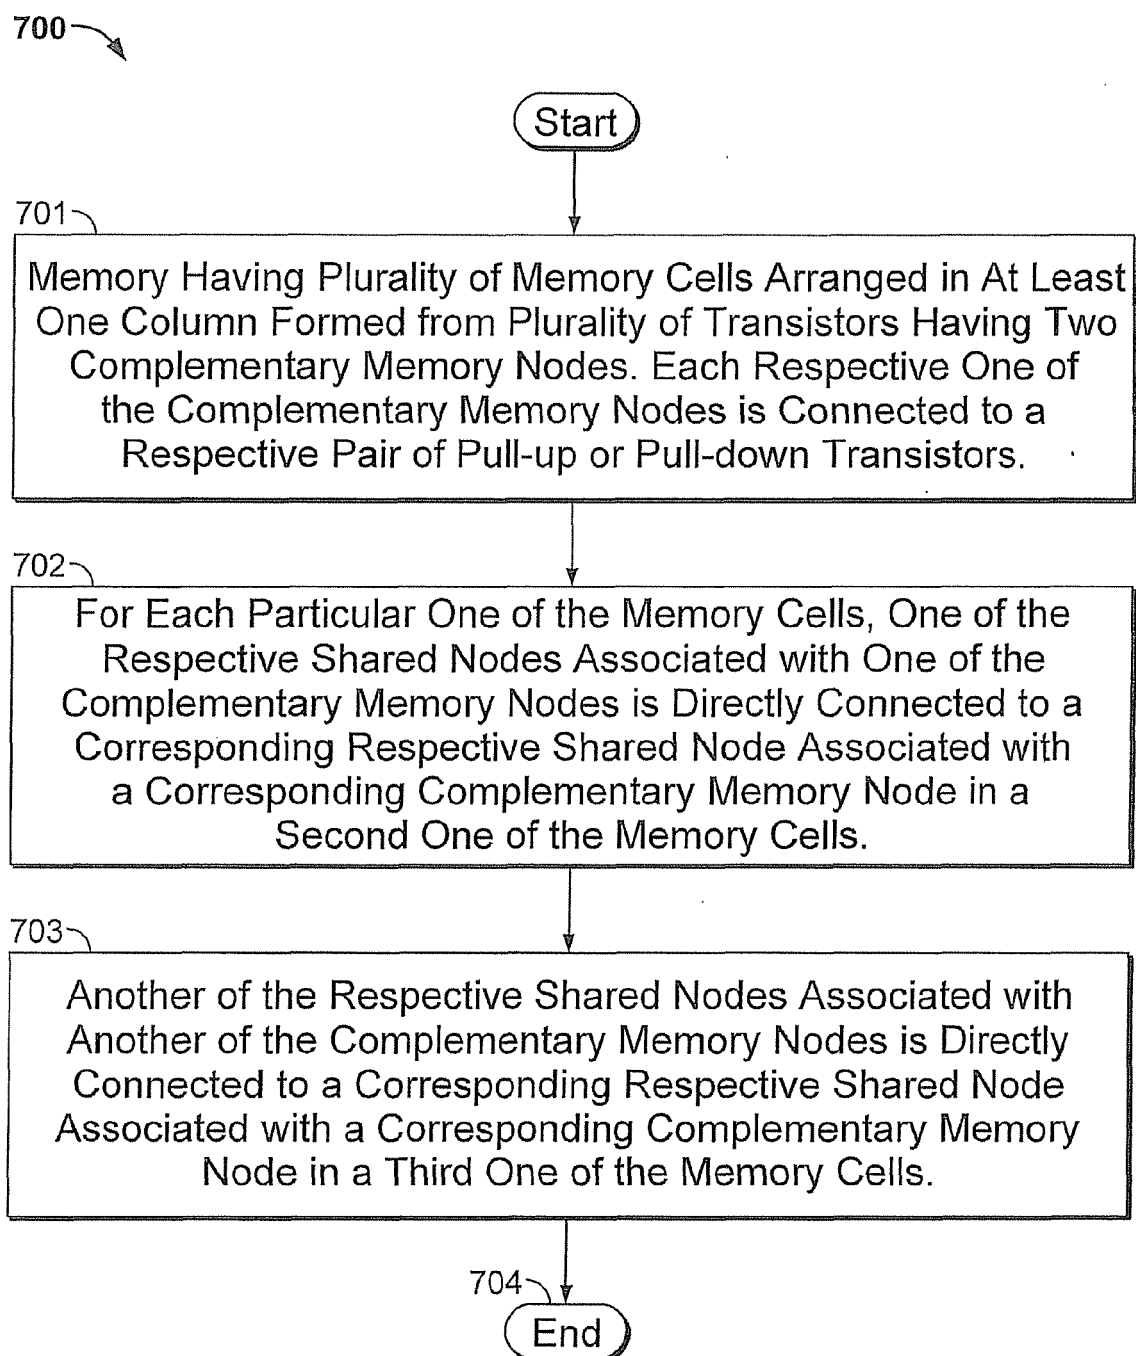 700
Start
701
Memory Having Plurality of Memory Cells Arranged in At Least
One Column Formed from Plurality of Transistors Having Two
Complementary Memory Nodes. Each Respective One of
the Complementary Memory Nodes is Connected to a
Respective Pair of Pull-up or Pull-down Transistors.
702
For Each Particular One of the Memory Cells, One of the
Respective Shared Nodes Associated with One of the
Complementary Memory Nodes is Directly Connected to a
Corresponding Respective Shared Node Associated with
a Corresponding Complementary Memory Node in a
Second One of the Memory Cells.
703
Another of the Respective Shared Nodes Associated with
Another of the Complementary Memory Nodes is Directly
Connected to a Corresponding Respective Shared Node
Associated with a Corresponding Complementary Memory
Node in a Third One of the Memory Cells.
704
End